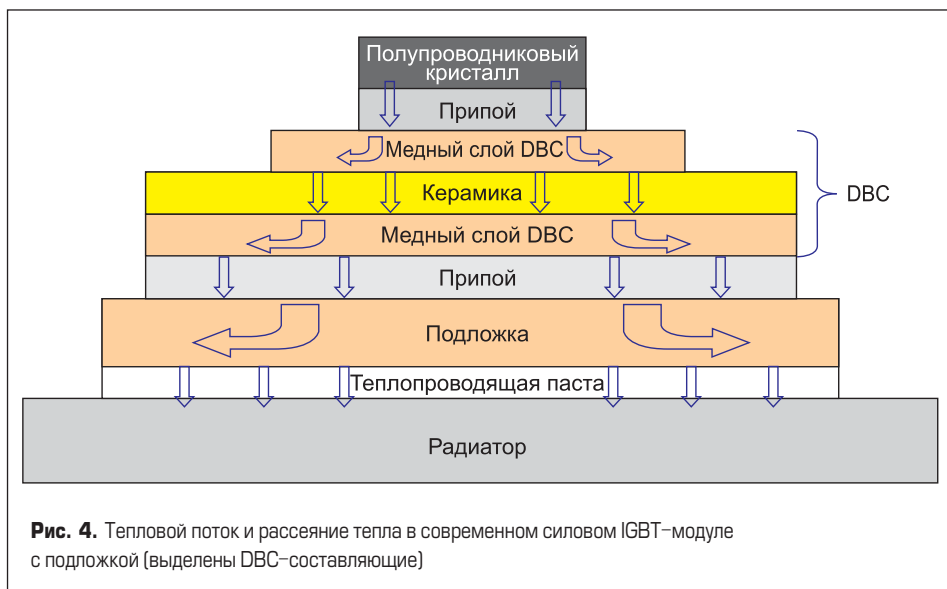 Полупроводниковый
кристалл
Припой
Медный слой DBC
Керамика
DBC
Медный слой DBC
Припой
Подложка
Теплопроводящая паста
Радиатор
Рис. 4. Тепловой поток и рассеяние тепла в современном силовом IGBT–модуле
с подложкой (выделены DBC–составляющие)